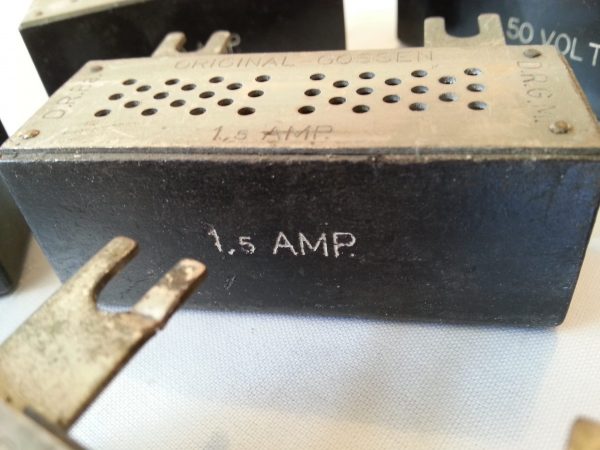 50 VOLT
ORIGINAL-GOSSEN
D.R.G.M.
1,5 AMP.
1,5 AMP.